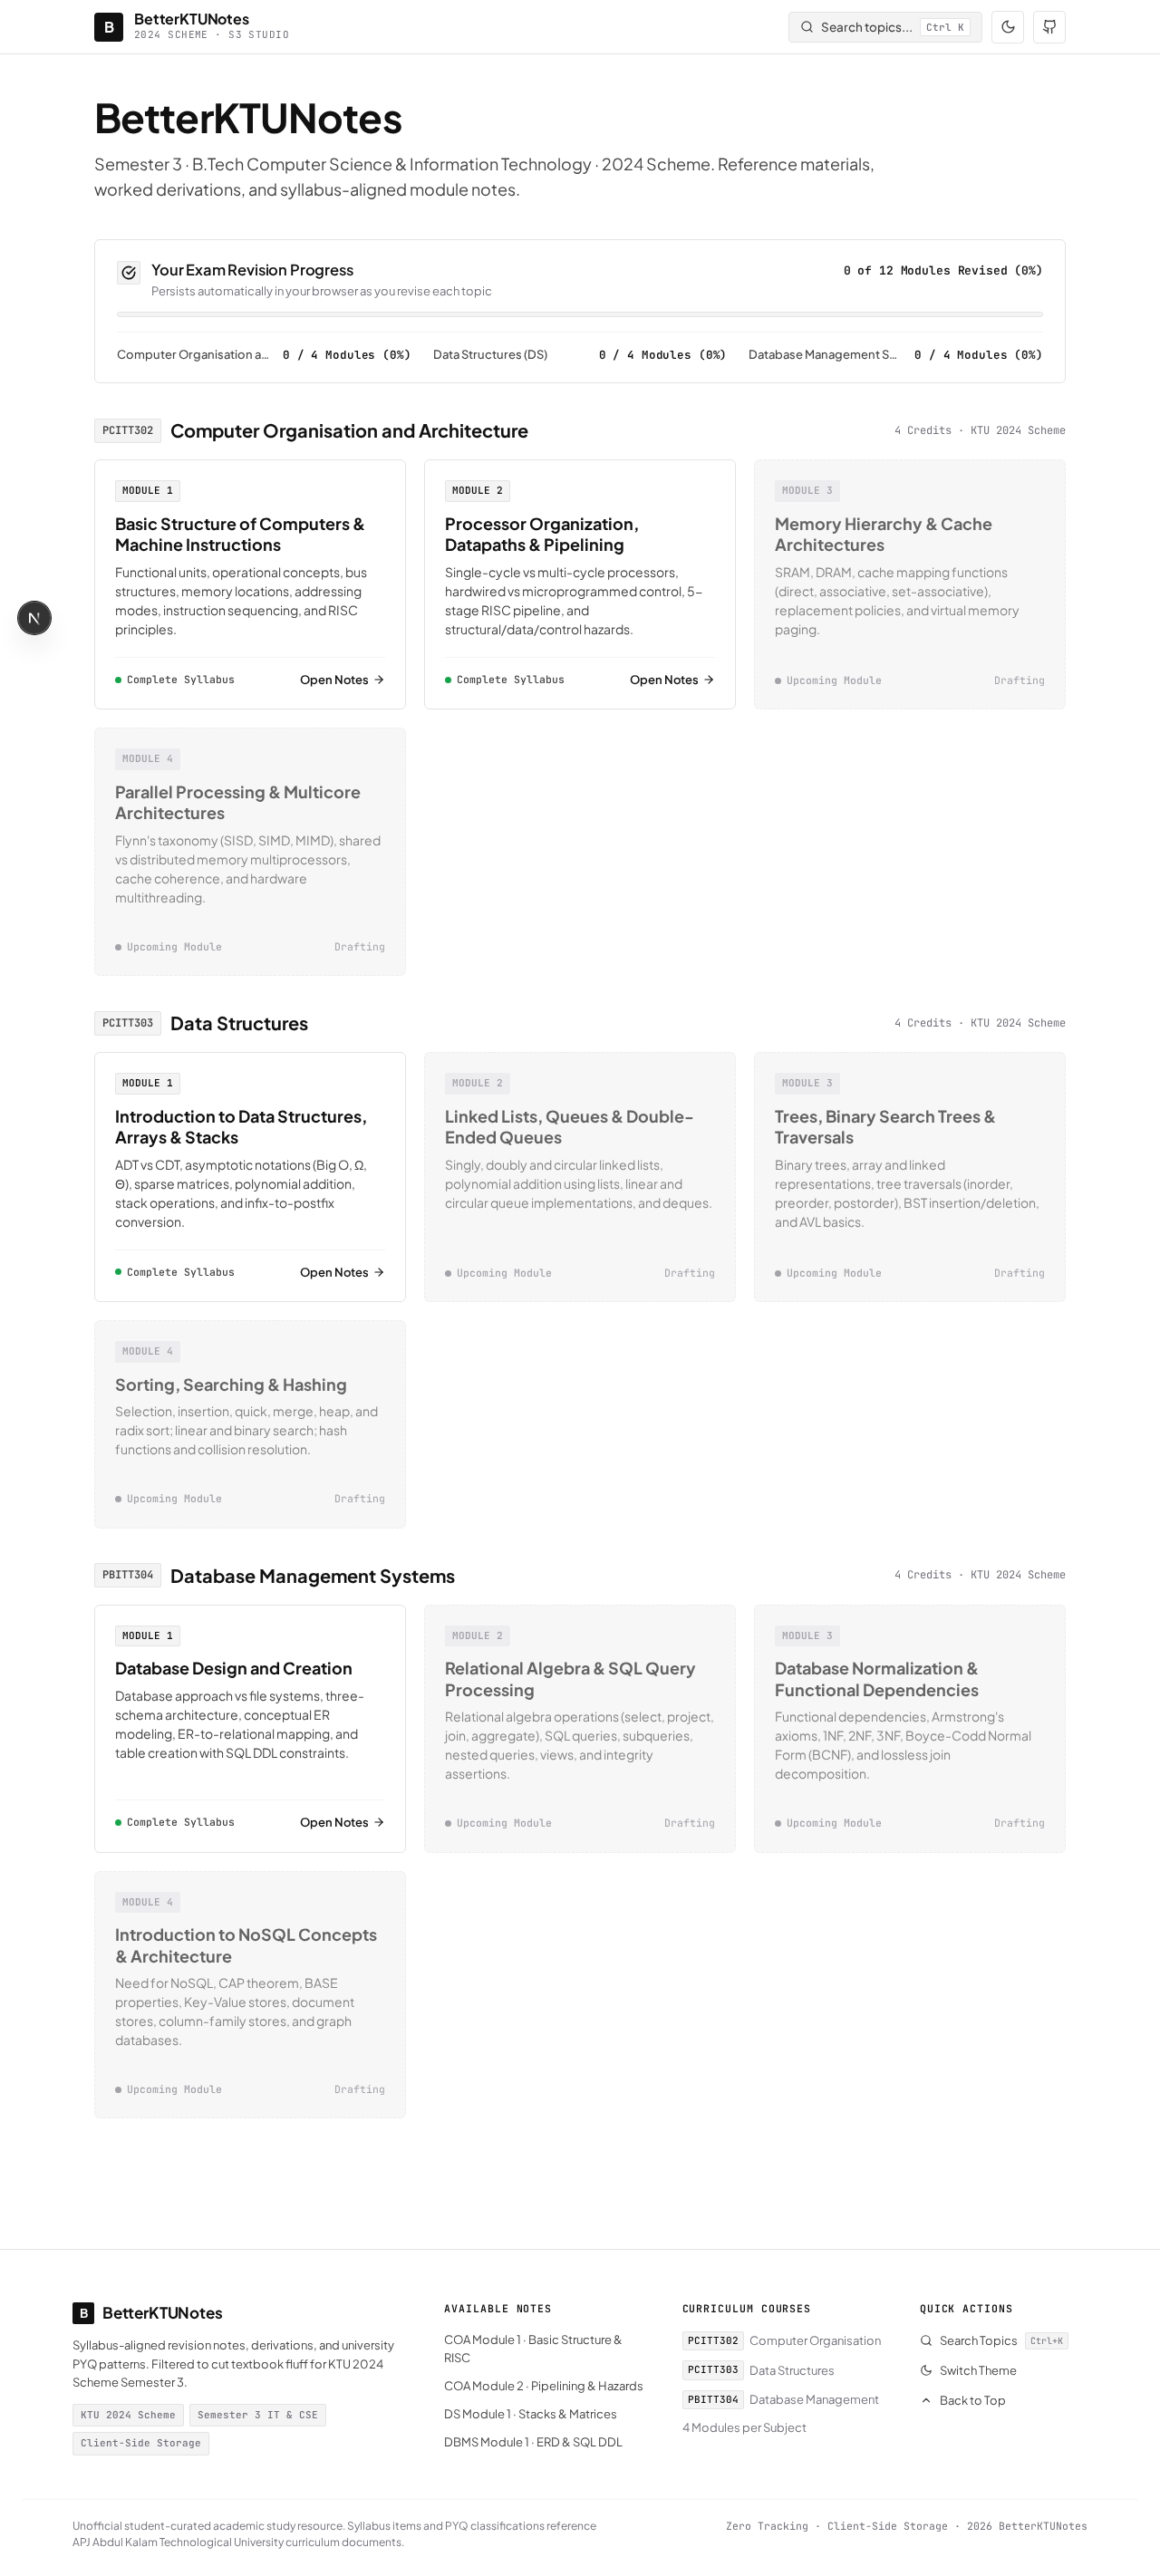 B
BetterKTUNotes
2024 SCHEME · S3 STUDIO
Search topics...
Ctrl K
BetterKTUNotes
Semester 3 · B.Tech Computer Science & Information Technology · 2024 Scheme. Reference materials,
worked derivations, and syllabus-aligned module notes.
Your Exam Revision Progress
0 of 12 Modules Revised (0%)
Persists automatically in your browser as you revise each topic
Computer Organisation a...
0 / 4 Modules (0%)
Data Structures (DS)
0 / 4 Modules (0%)
Database Management S...
0 / 4 Modules (0%)
PCITT302
Computer Organisation and Architecture
4 Credits · KTU 2024 Scheme
MODULE 1
Basic Structure of Computers &
Machine Instructions
Functional units, operational concepts, bus
structures, memory locations, addressing
modes, instruction sequencing, and RISC
principles.
Complete Syllabus
Open Notes →
MODULE 2
Processor Organization,
Datapaths & Pipelining
Single-cycle vs multi-cycle processors,
hardwired vs microprogrammed control, 5-
stage RISC pipeline, and
structural/data/control hazards.
Complete Syllabus
Open Notes →
MODULE 3
Memory Hierarchy & Cache
Architectures
SRAM, DRAM, cache mapping functions
(direct, associative, set-associative),
replacement policies, and virtual memory
paging.
Upcoming Module
Drafting
N
MODULE 4
Parallel Processing & Multicore
Architectures
Flynn's taxonomy (SISD, SIMD, MIMD), shared
vs distributed memory multiprocessors,
cache coherence, and hardware
multithreading.
Upcoming Module
Drafting
PCITT303
Data Structures
4 Credits · KTU 2024 Scheme
MODULE 1
Introduction to Data Structures,
Arrays & Stacks
ADT vs CDT, asymptotic notations (Big O, Ω,
Θ), sparse matrices, polynomial addition,
stack operations, and infix-to-postfix
conversion.
Complete Syllabus
Open Notes →
MODULE 2
Linked Lists, Queues & Double-
Ended Queues
Singly, doubly and circular linked lists,
polynomial addition using lists, linear and
circular queue implementations, and deques.
Upcoming Module
Drafting
MODULE 3
Trees, Binary Search Trees &
Traversals
Binary trees, array and linked
representations, tree traversals (inorder,
preorder, postorder), BST insertion/deletion,
and AVL basics.
Upcoming Module
Drafting
MODULE 4
Sorting, Searching & Hashing
Selection, insertion, quick, merge, heap, and
radix sort; linear and binary search; hash
functions and collision resolution.
Upcoming Module
Drafting
PBITT304
Database Management Systems
4 Credits · KTU 2024 Scheme
MODULE 1
Database Design and Creation
Database approach vs file systems, three-
schema architecture, conceptual ER
modeling, ER-to-relational mapping, and
table creation with SQL DDL constraints.
Complete Syllabus
Open Notes →
MODULE 2
Relational Algebra & SQL Query
Processing
Relational algebra operations (select, project,
join, aggregate), SQL queries, subqueries,
nested queries, views, and integrity
assertions.
Upcoming Module
Drafting
MODULE 3
Database Normalization &
Functional Dependencies
Functional dependencies, Armstrong's
axioms, 1NF, 2NF, 3NF, Boyce-Codd Normal
Form (BCNF), and lossless join
decomposition.
Upcoming Module
Drafting
MODULE 4
Introduction to NoSQL Concepts
& Architecture
Need for NoSQL, CAP theorem, BASE
properties, Key-Value stores, document
stores, column-family stores, and graph
databases.
Upcoming Module
Drafting
B
BetterKTUNotes
Syllabus-aligned revision notes, derivations, and university
PYQ patterns. Filtered to cut textbook fluff for KTU 2024
Scheme Semester 3.
KTU 2024 Scheme
Semester 3 IT & CSE
Client-Side Storage
AVAILABLE NOTES
COA Module 1 · Basic Structure &
RISC
COA Module 2 · Pipelining & Hazards
DS Module 1 · Stacks & Matrices
DBMS Module 1 · ERD & SQL DDL
CURRICULUM COURSES
PCITT302 Computer Organisation
PCITT303 Data Structures
PBITT304 Database Management
4 Modules per Subject
QUICK ACTIONS
Search Topics Ctrl+K
Switch Theme
Back to Top
Unofficial student-curated academic study resource. Syllabus items and PYQ classifications reference
APJ Abdul Kalam Technological University curriculum documents.
Zero Tracking · Client-Side Storage · 2026 BetterKTUNotes